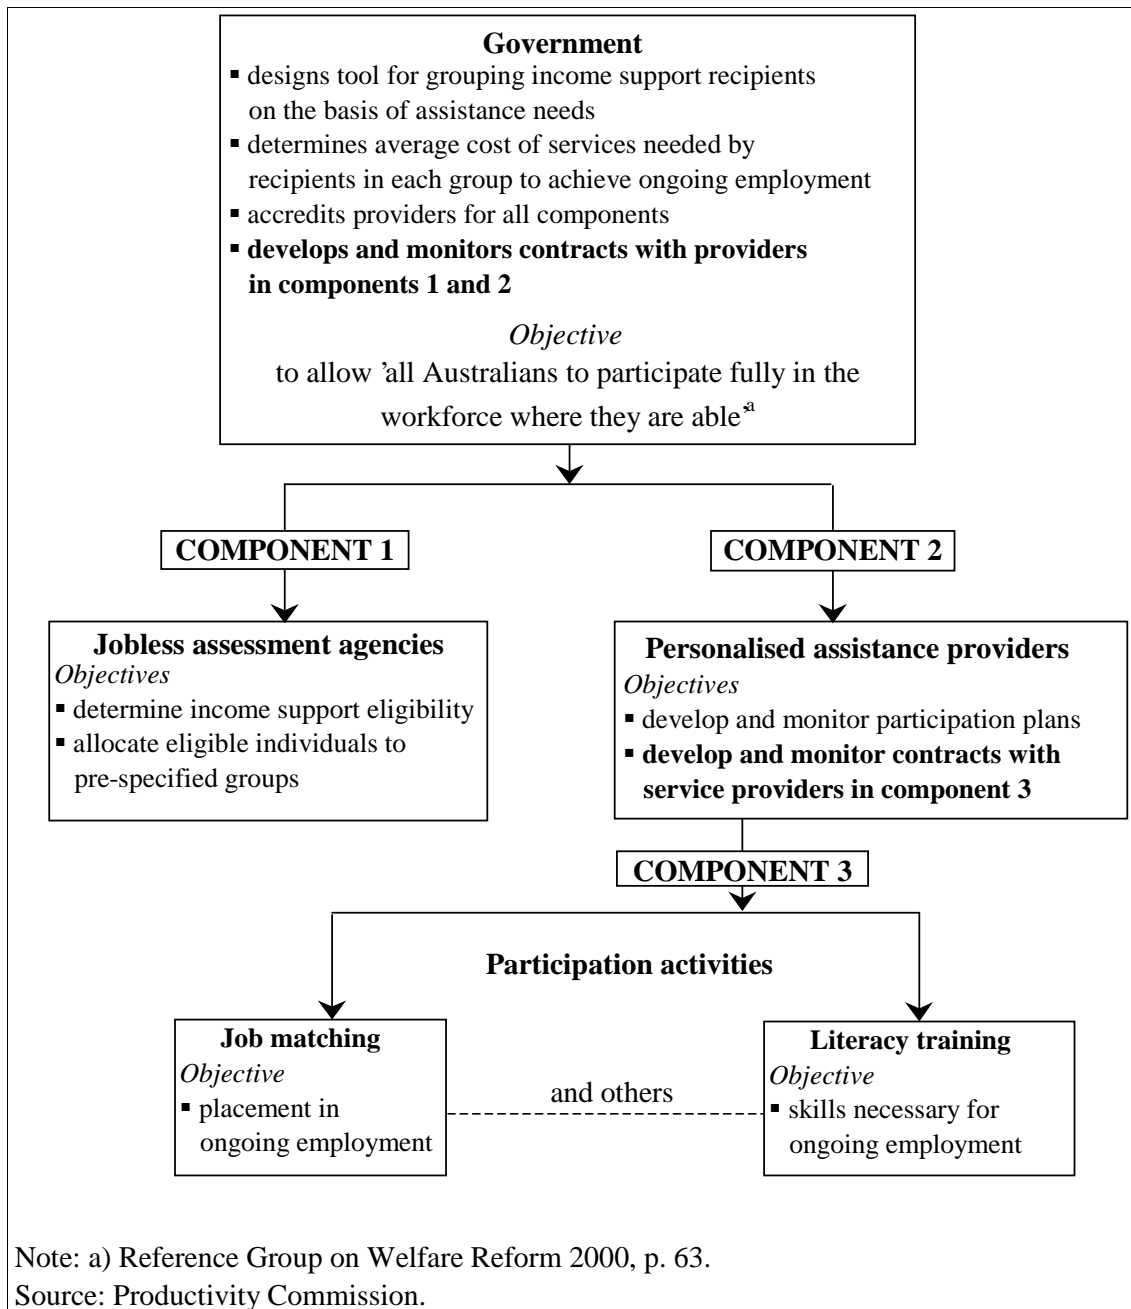 Government
▪ designs tool for grouping income support recipients
on the basis of assistance needs
▪ determines average cost of services needed by
recipients in each group to achieve ongoing employment
▪ accredits providers for all components
▪ develops and monitors contracts with providers
in components 1 and 2
Objective
to allow 'all Australians to participate fully in the
workforce where they are able'a
COMPONENT 1
COMPONENT 2
Jobless assessment agencies
Objectives
▪ determine income support eligibility
▪ allocate eligible individuals to
pre-specified groups
Personalised assistance providers
Objectives
▪ develop and monitor participation plans
▪ develop and monitor contracts with
service providers in component 3
COMPONENT 3
Participation activities
Job matching
Objective
▪ placement in
ongoing employment
and others
Literacy training
Objective
▪ skills necessary for
ongoing employment
Note: a) Reference Group on Welfare Reform 2000, p. 63.
Source: Productivity Commission.